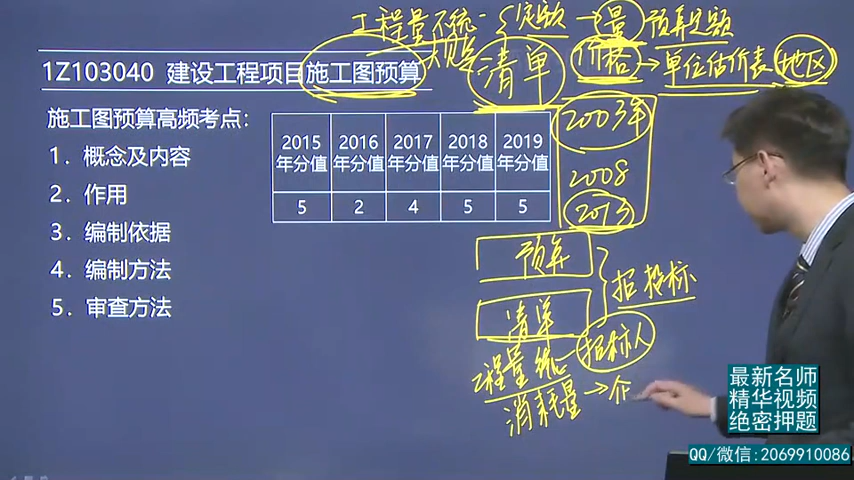 工程量不统一 定额 → 量 预算定额
1Z103040 建设工程项目施工图预算
清单 价格 → 单位估价表 地区
施工图预算高频考点:
1. 概念及内容
2. 作用
3. 编制依据
4. 编制方法
5. 审查方法
2015年分值 2016年分值 2017年分值 2018年分值 2019年分值
5 2 4 5 5
2003年
2008
2013
预算
清单
招投标
工程量统一 招标人
消耗量 →
最新名师
精华视频
绝密押题
QQ/微信:2069910086